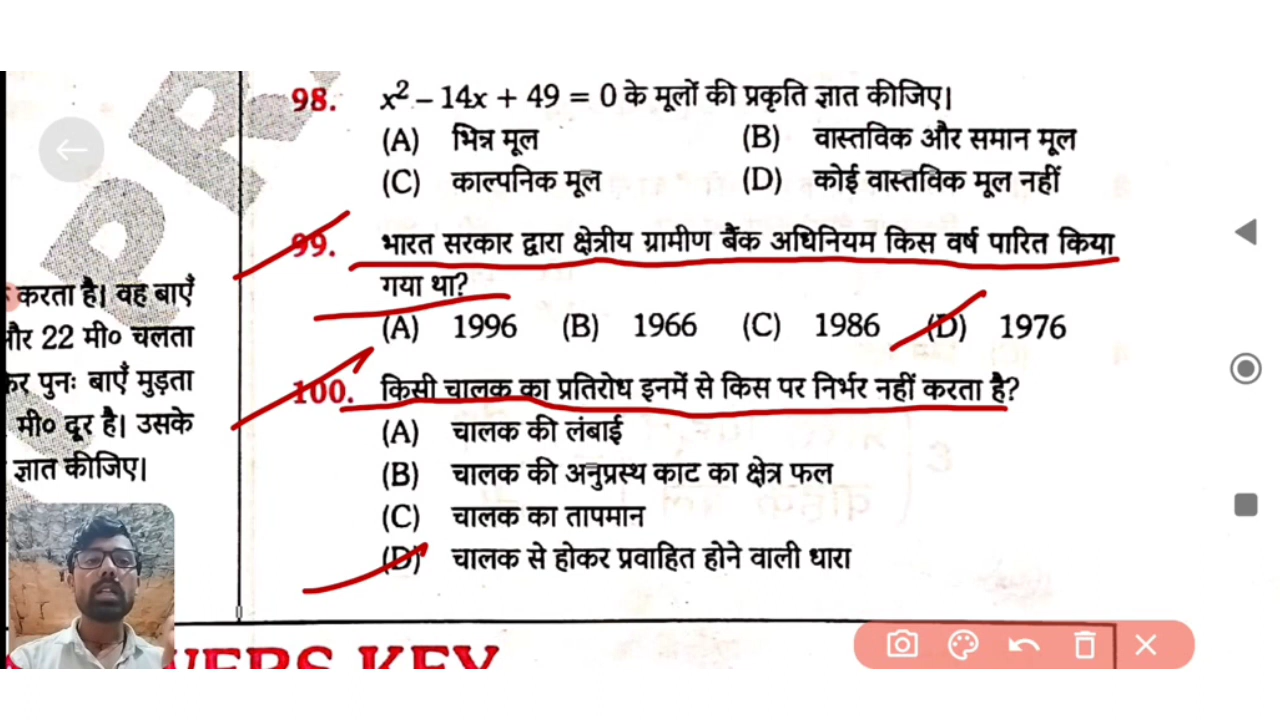 करता है। वह बाएँ
और 22 मी० चलता
पुनः बाएँ मुड़ता
मी० दूर है। उसके
ज्ञात कीजिए।
98. x² – 14x + 49 = 0 के मूलों की प्रकृति ज्ञात कीजिए।
(A) भिन्न मूल (B) वास्तविक और समान मूल
(C) काल्पनिक मूल (D) कोई वास्तविक मूल नहीं
99. भारत सरकार द्वारा क्षेत्रीय ग्रामीण बैंक अधिनियम किस वर्ष पारित किया
गया था?
(A) 1996 (B) 1966 (C) 1986 (D) 1976
100. किसी चालक का प्रतिरोध इनमें से किस पर निर्भर नहीं करता है?
(A) चालक की लंबाई
(B) चालक की अनुप्रस्थ काट का क्षेत्र फल
(C) चालक का तापमान
(D) चालक से होकर प्रवाहित होने वाली धारा
KEY